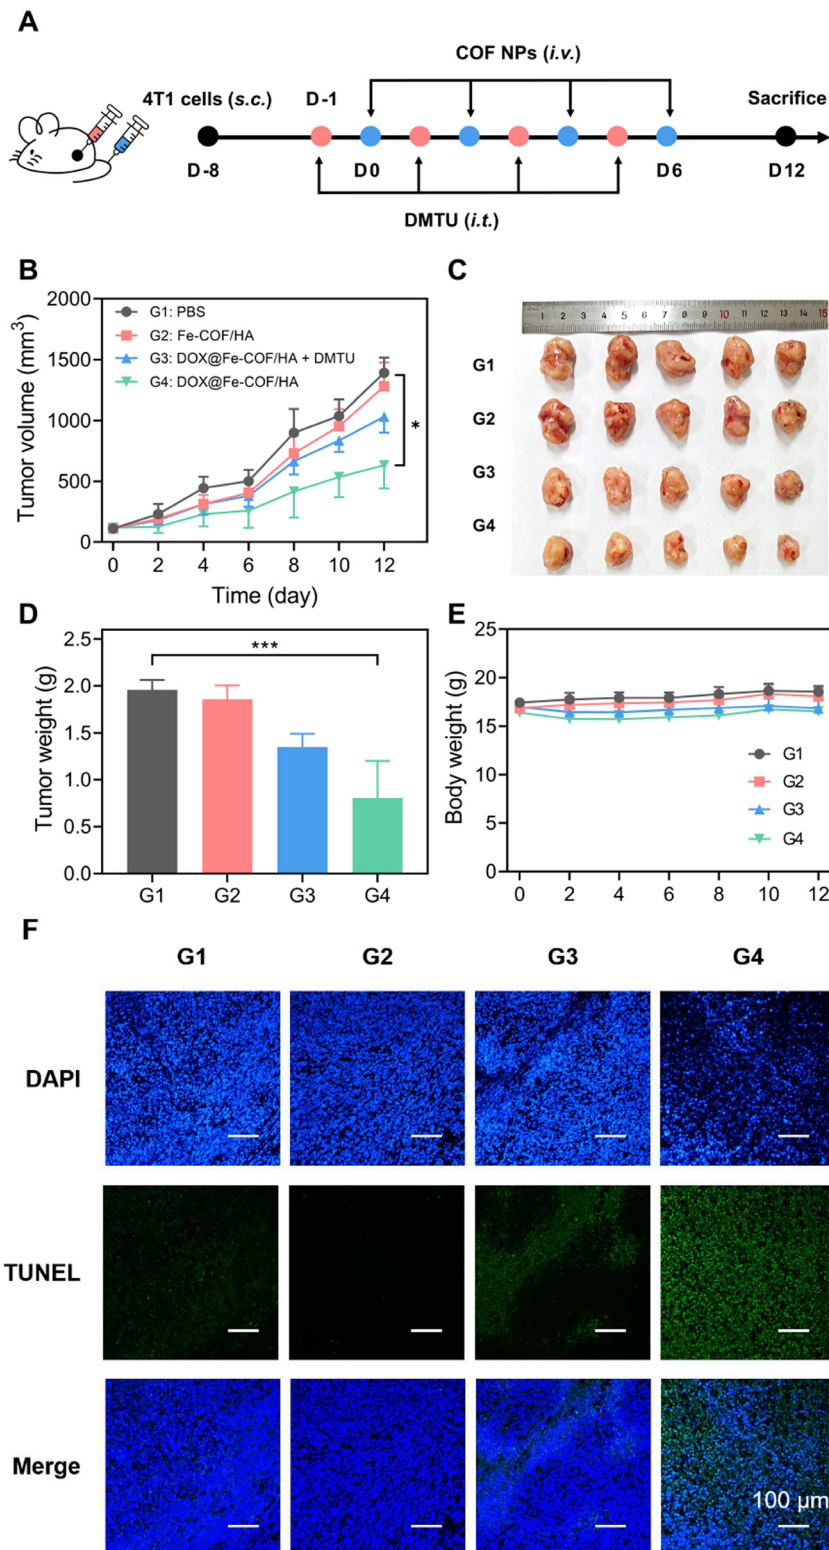 A
COF NPs (i.v.)
4T1 cells (s.c.)
D-1
Sacrifice
D-8
D0
D6
D12
DMTU (i.t.)
B
2000
1500
1000
500
0
Tumor volume (mm³)
G1: PBS
G2: Fe-COF/HA
G3: DOX@Fe-COF/HA + DMTU
G4: DOX@Fe-COF/HA
*
0 2 4 6 8 10 12
Time (day)
C
1 2 3 4 5 6 7 8 9 10 11 12 13 14 15
G1
G2
G3
G4
D
2.5
2.0
1.5
1.0
0.5
0.0
Tumor weight (g)
***
G1 G2 G3 G4
E
25
20
15
10
5
0
Body weight (g)
G1
G2
G3
G4
0 2 4 6 8 10 12
F
G1 G2 G3 G4
DAPI
TUNEL
Merge
100 μm